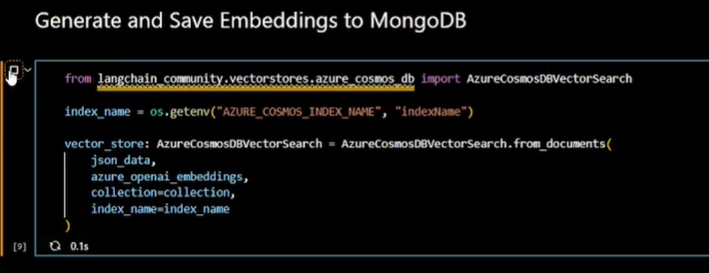 Generate and Save Embeddings to MongoDB
from langchain_community.vectorstores.azure_cosmos_db import AzureCosmosDBVectorSearch
index_name = os.getenv("AZURE_COSMOS_INDEX_NAME", "indexName")
vector_store: AzureCosmosDBVectorSearch = AzureCosmosDBVectorSearch.from_documents(
    json_data,
    azure_openai_embeddings,
    collection=collection,
    index_name=index_name
)
[9] 0.1s